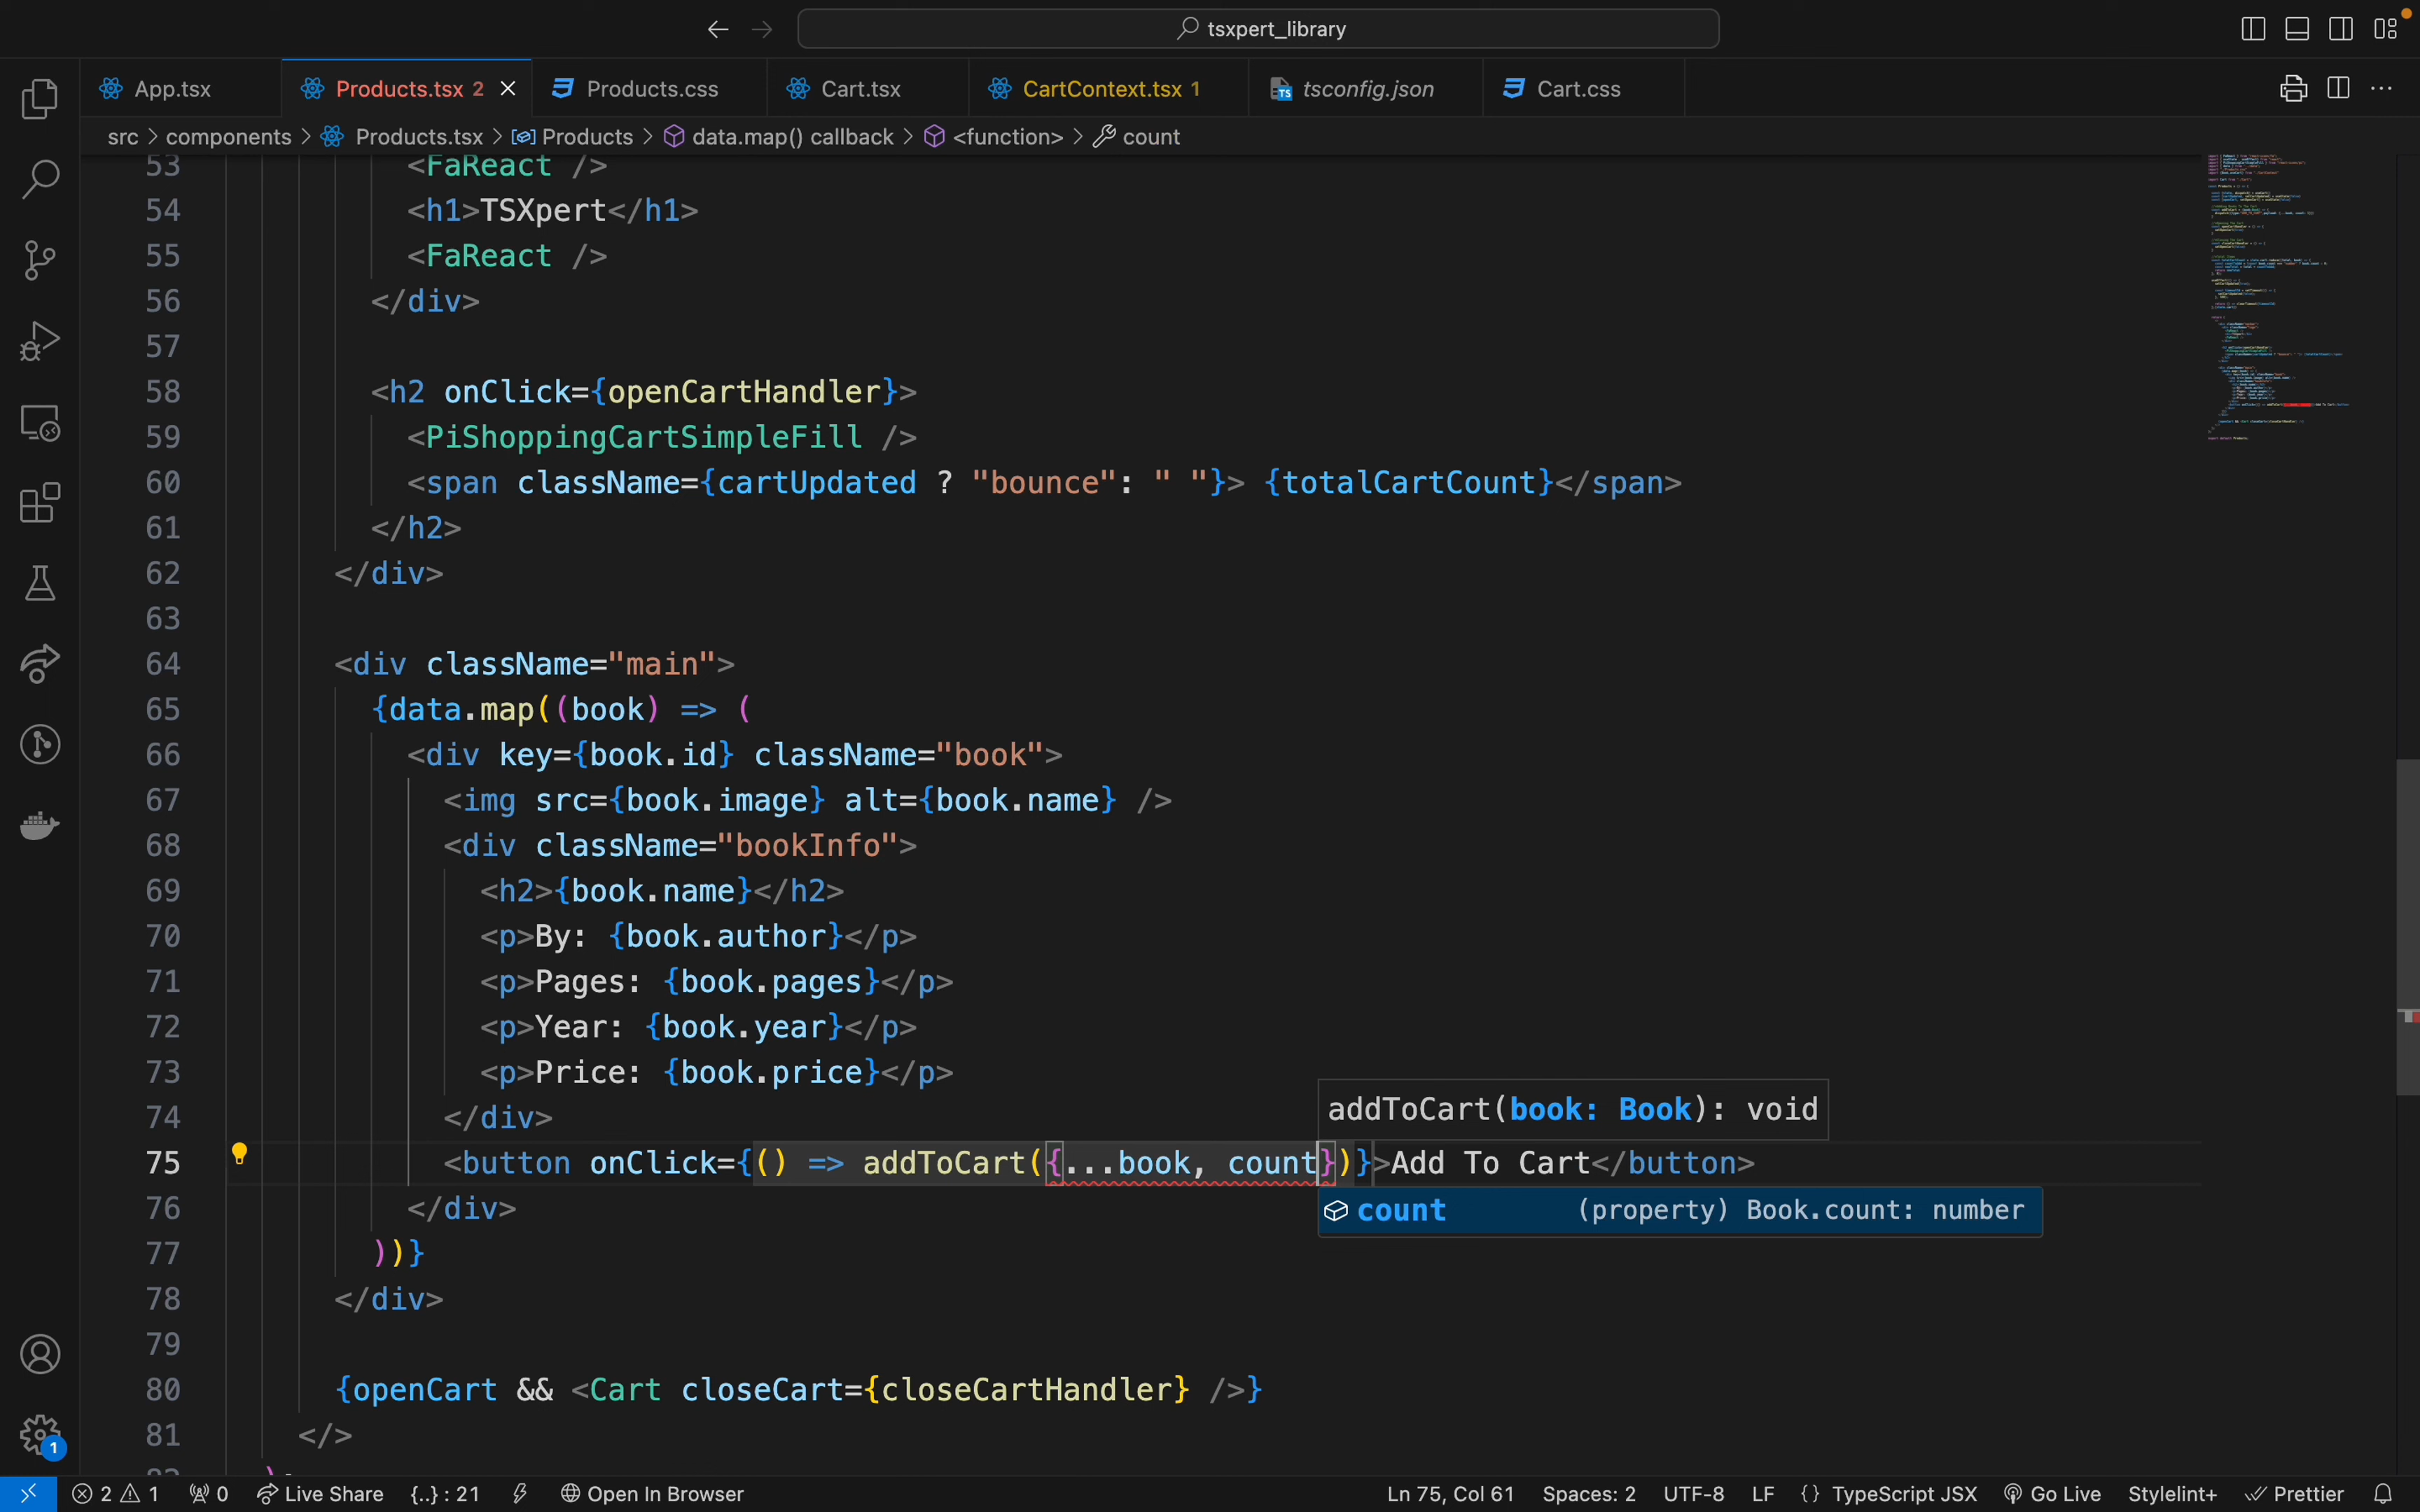 tsxpert_library
App.tsx Products.tsx 2 Products.css Cart.tsx CartContext.tsx 1 tsconfig.json Cart.css
src > components > Products.tsx > Products > data.map() callback > <function> > count
53 <FaReact />
54 <h1>TSXpert</h1>
55 <FaReact />
56 </div>
57
58 <h2 onClick={openCartHandler}>
59 <PiShoppingCartSimpleFill />
60 <span className={cartUpdated ? "bounce": " "}> {totalCartCount}</span>
61 </h2>
62 </div>
63
64 <div className="main">
65 {data.map((book) => (
66 <div key={book.id} className="book">
67 <img src={book.image} alt={book.name} />
68 <div className="bookInfo">
69 <h2>{book.name}</h2>
70 <p>By: {book.author}</p>
71 <p>Pages: {book.pages}</p>
72 <p>Year: {book.year}</p>
73 <p>Price: {book.price}</p>
addToCart(book: Book): void
74 </div>
75 <button onClick={() => addToCart({...book, count})}>Add To Cart</button>
count (property) Book.count: number
76 </div>
77 ))}
78 </div>
79
80 {openCart && <Cart closeCart={closeCartHandler} />}
81 </>
1
2 1 0 Live Share {..} : 21 Open In Browser Ln 75, Col 61 Spaces: 2 UTF-8 LF {} TypeScript JSX Go Live Stylelint+ Prettier